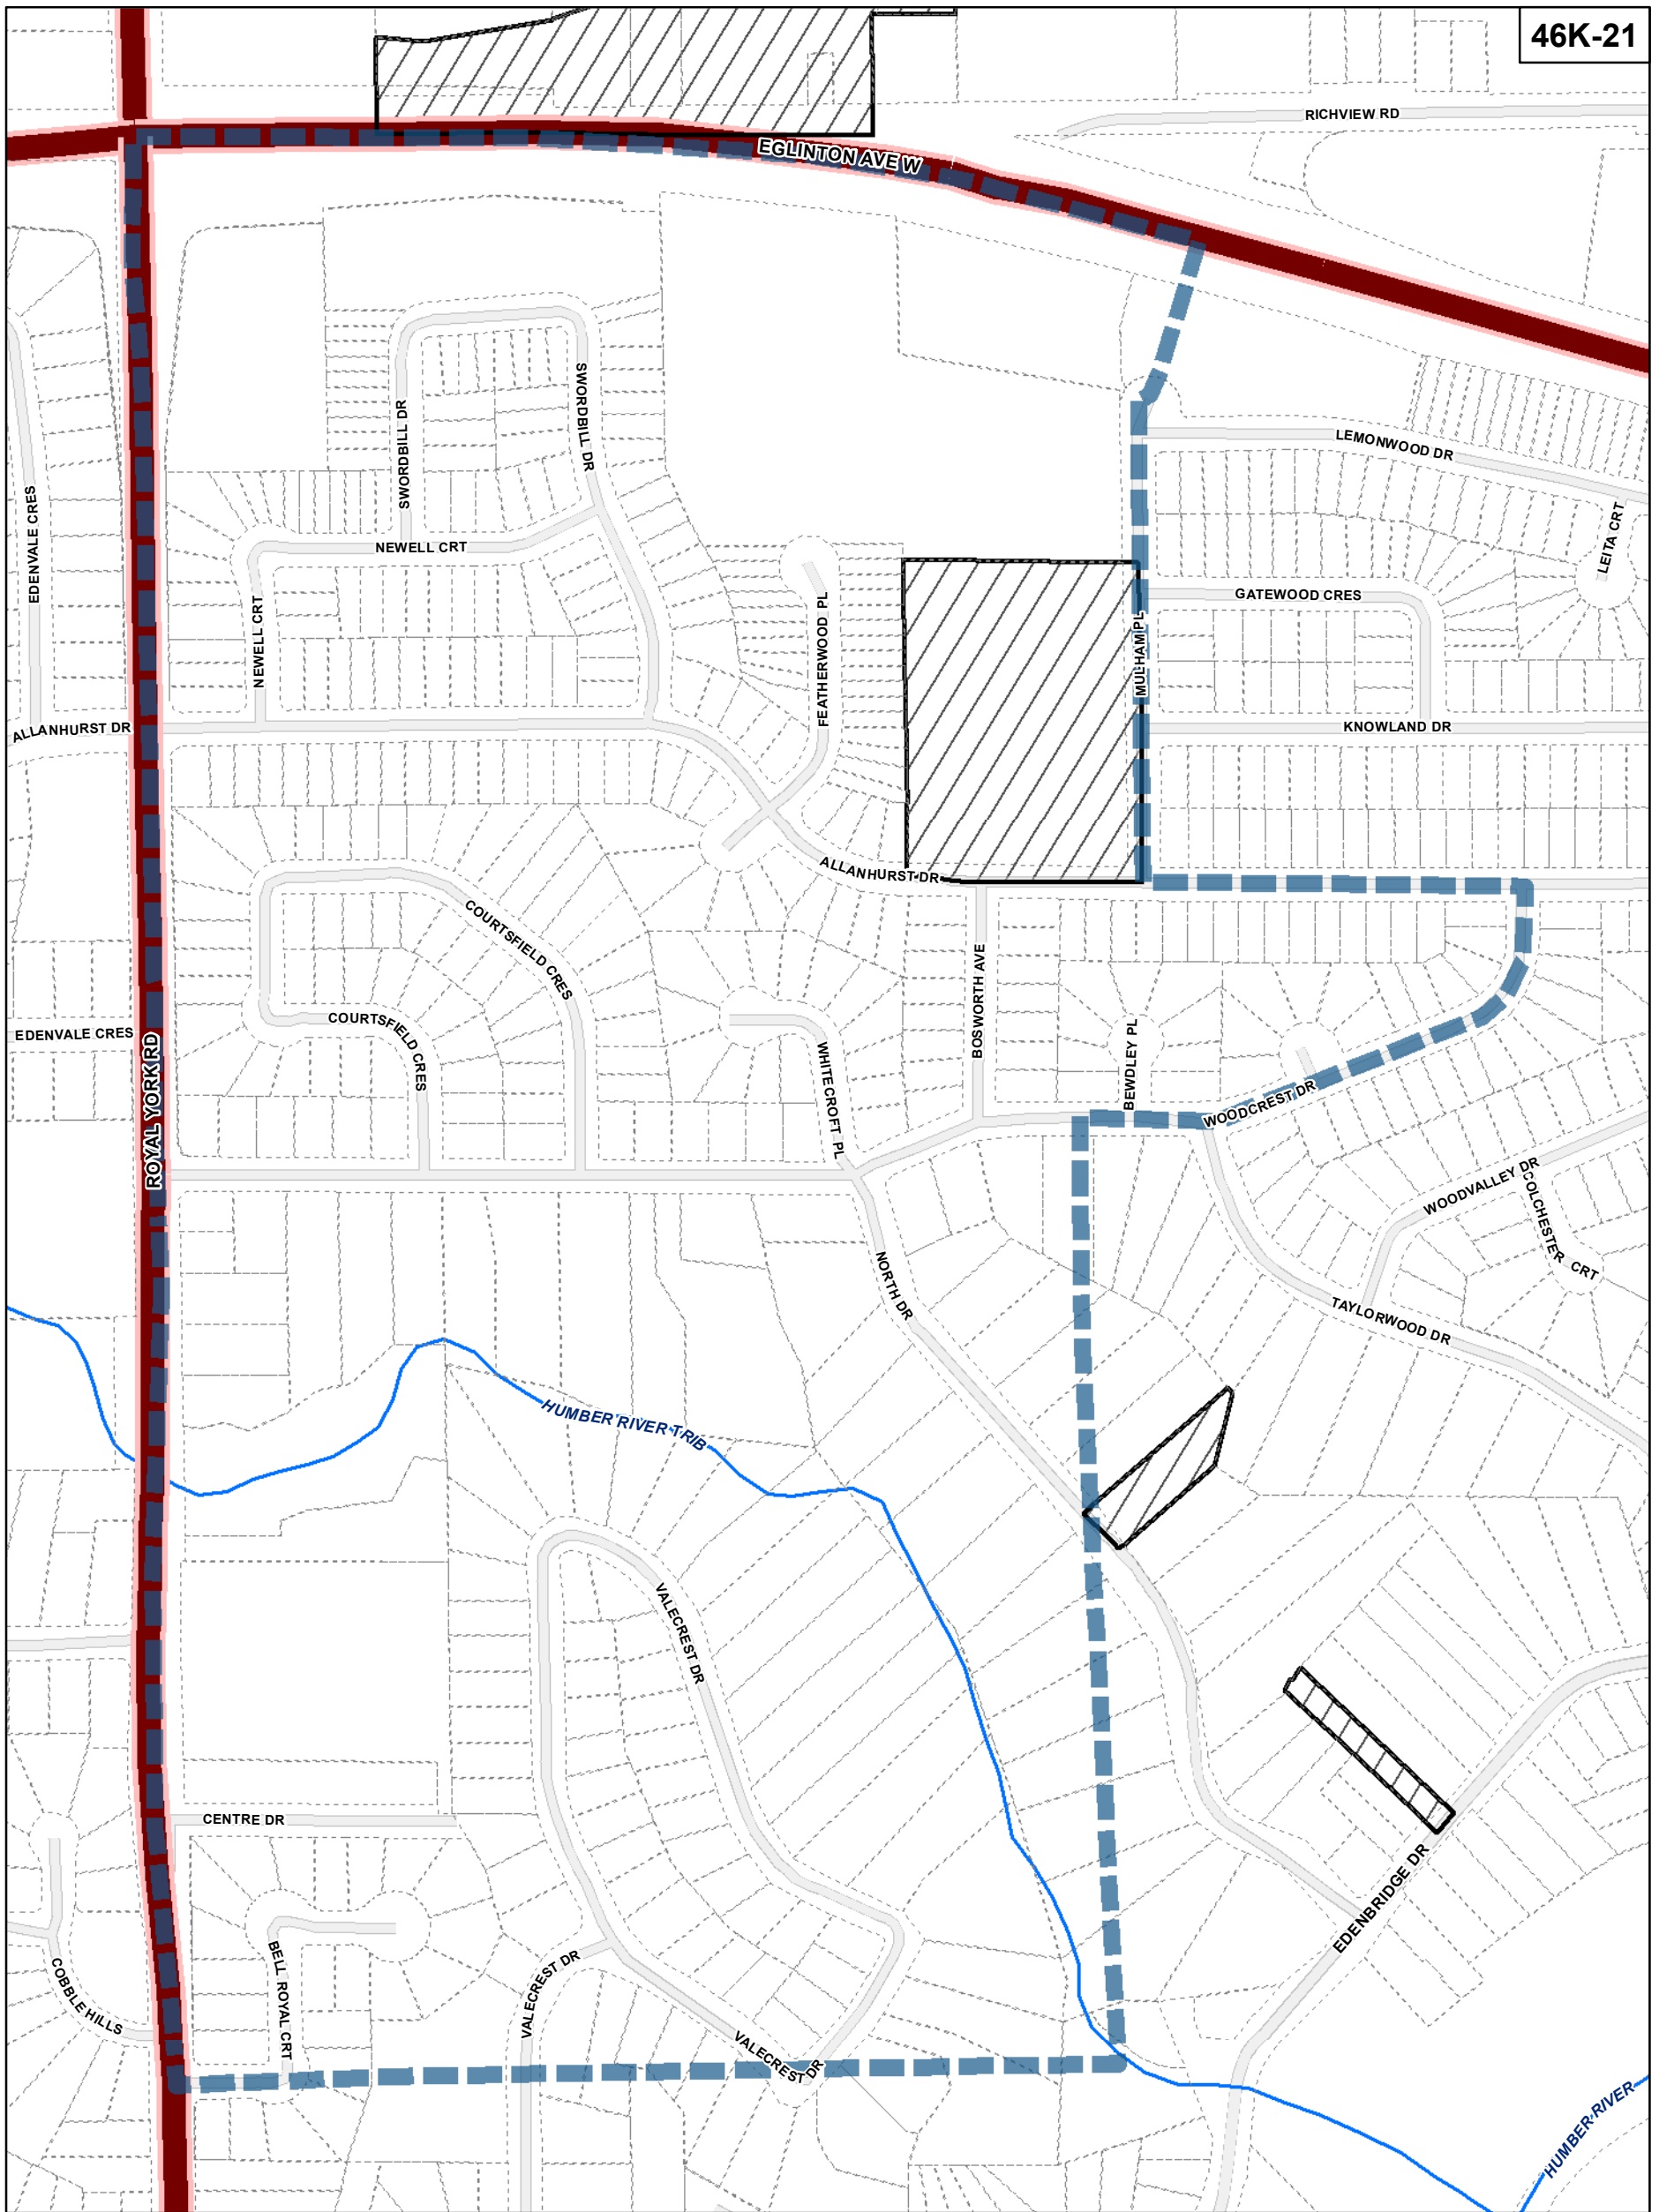 46K-21
RICHVIEW RD
EGLINTON AVE W
SWORDBILL DR
SWORDBILL DR
LEMONWOOD DR
EDENVALE CRES
LEITA CRT
NEWELL CRT
GATEWOOD CRES
NEWELL CRT
FEATHERWOOD PL
MULHAM PL
ALLANHURST DR
KNOWLAND DR
ALLANHURST DR
COURTSFIELD CRES
BOSWORTH AVE
COURTSFIELD CRES
EDENVALE CRES
BEWDLEY PL
WHITECROFT PL
ROYAL YORK RD
WOODCREST DR
WOODVALLEY DR
COLCHESTER CRT
NORTH DR
TAYLORWOOD DR
HUMBER RIVER TRIB
VALECREST DR
CENTRE DR
EDENBRIDGE DR
COBBLE HILLS
BELL ROYAL CRT
VALECREST DR
VALECREST DR
HUMBER RIVER